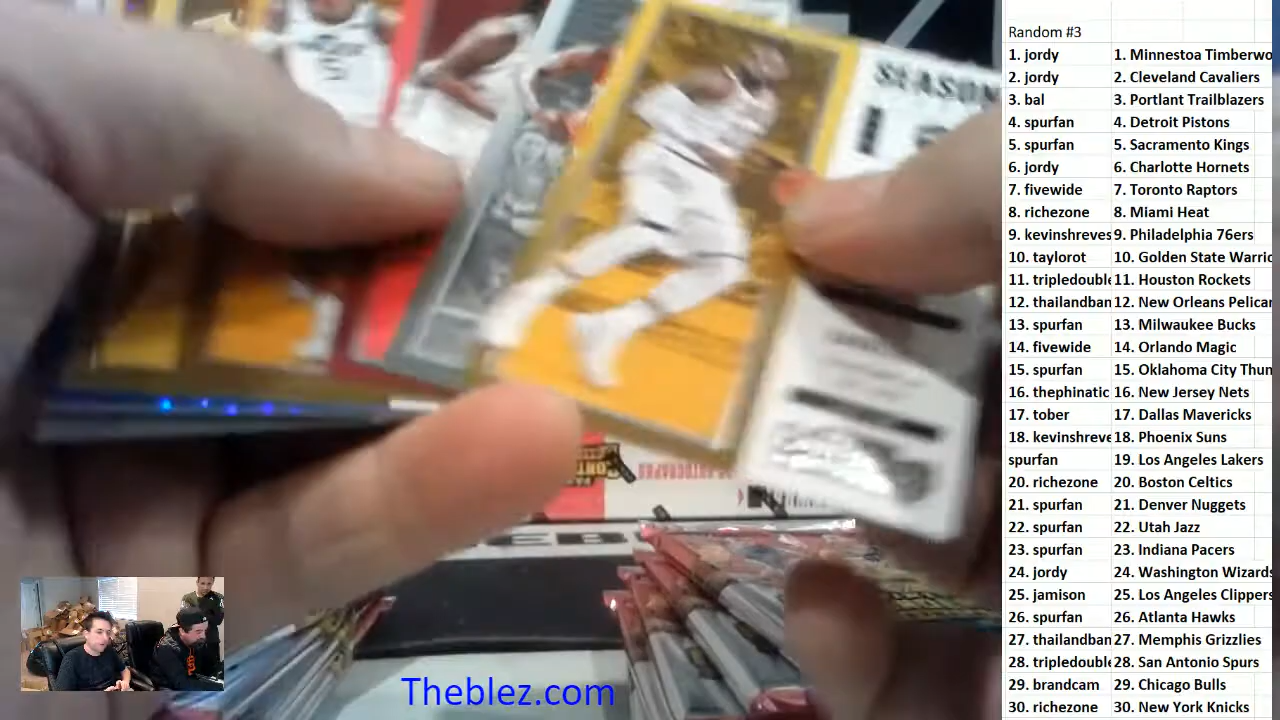 Random #3
1. jordy 1. Minnestoa Timberwo
2. jordy 2. Cleveland Cavaliers
3. bal 3. Portlant Trailblazers
4. spurfan 4. Detroit Pistons
5. spurfan 5. Sacramento Kings
6. jordy 6. Charlotte Hornets
7. fivewide 7. Toronto Raptors
8. richezone 8. Miami Heat
9. kevinshreves 9. Philadelphia 76ers
10. taylorot 10. Golden State Warric
11. tripledouble 11. Houston Rockets
12. thailandban 12. New Orleans Pelicar
13. spurfan 13. Milwaukee Bucks
14. fivewide 14. Orlando Magic
15. spurfan 15. Oklahoma City Thun
16. thephinatic 16. New Jersey Nets
17. tober 17. Dallas Mavericks
18. kevinshreve 18. Phoenix Suns
spurfan 19. Los Angeles Lakers
20. richezone 20. Boston Celtics
21. spurfan 21. Denver Nuggets
22. spurfan 22. Utah Jazz
23. spurfan 23. Indiana Pacers
24. jordy 24. Washington Wizards
25. jamison 25. Los Angeles Clippers
26. spurfan 26. Atlanta Hawks
27. thailandban 27. Memphis Grizzlies
28. tripledouble 28. San Antonio Spurs
29. brandcam 29. Chicago Bulls
30. richezone 30. New York Knicks
SEASON
Theblez.com